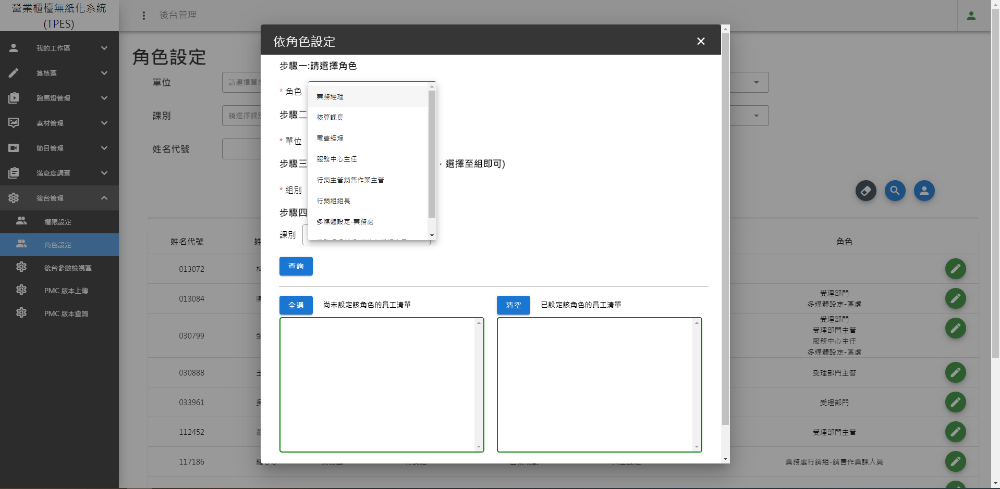 營業櫃檯無紙化系統
(TPES)
後台管理
我的工作區
簽核區
跑馬燈管理
素材管理
節目管理
滿意度調查
後台管理
權限設定
角色設定
後台參數檢視區
PMC 版本上傳
PMC 版本查詢
角色設定
單位
請選擇單
課別
請選擇課
姓名代號
依角色設定
步驟一:請選擇角色
* 角色
業務經理
核算課長
電費經理
服務中心主任
行銷主管銷售作業主管
行銷組組長
多媒體設定-業務處
步驟二
* 單位
步驟三
，選擇至組即可)
* 組別
步驟四
課別
查詢
全選
尚未設定該角色的員工清單
清空
已設定該角色的員工清單
姓名代號
角色
013072
013084
受理部門
多媒體設定-區處
030799
受理部門
受理部門主管
服務中心主任
多媒體設定-區處
030888
王
受理部門主管
033961
吳
受理部門
112452
受理部門主管
117186
羅
業務處行銷組-銷售作業課人員